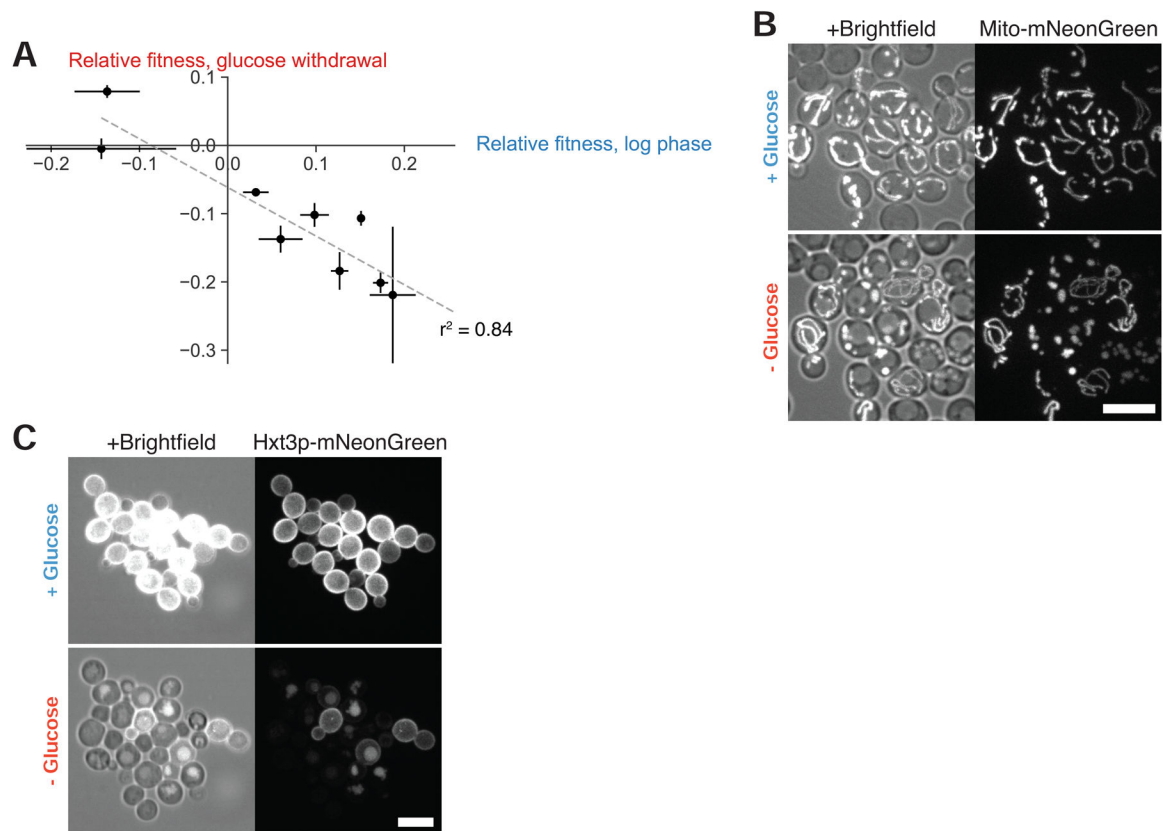 A
Relative fitness, glucose withdrawal
0.1
0.0
−0.2 −0.1 0.0 0.1 0.2
Relative fitness, log phase
−0.1
−0.2
−0.3
r² = 0.84
B
+Brightfield Mito-mNeonGreen
+ Glucose
- Glucose
C
+Brightfield Hxt3p-mNeonGreen
+ Glucose
- Glucose